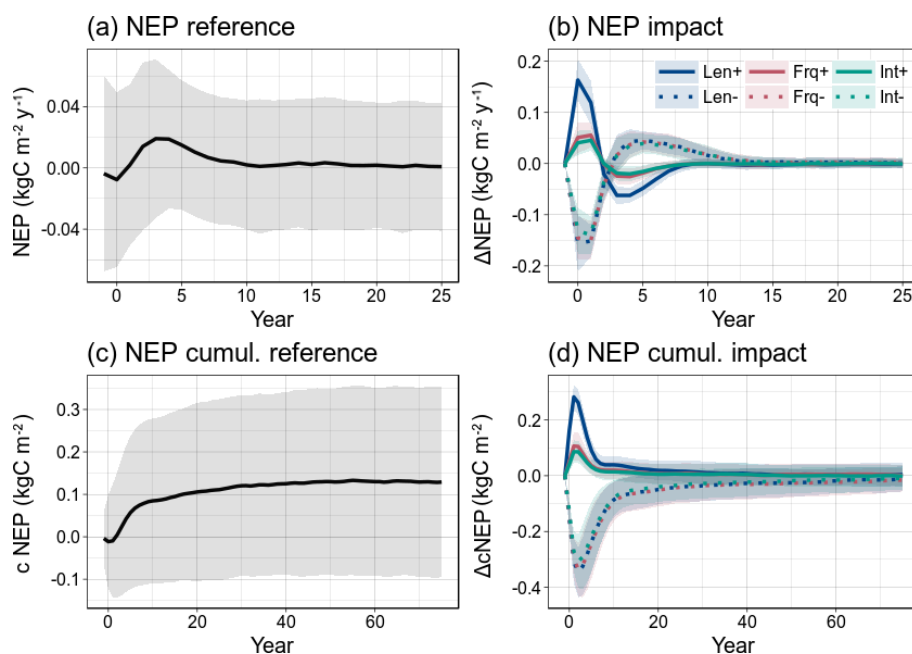 (a) NEP reference
NEP (kgC m⁻² y⁻¹)
0.04
0.00
-0.04
0 5 10 15 20 25
Year
(b) NEP impact
ΔNEP (kgC m⁻² y⁻¹)
0.2
0.1
0.0
-0.1
-0.2
Len+ Frq+ Int+
Len- Frq- Int-
0 5 10 15 20 25
Year
(c) NEP cumul. reference
c NEP (kgC m⁻²)
0.3
0.2
0.1
0.0
-0.1
0 20 40 60
Year
(d) NEP cumul. impact
ΔcNEP (kgC m⁻²)
0.2
0.0
-0.2
-0.4
0 20 40 60
Year